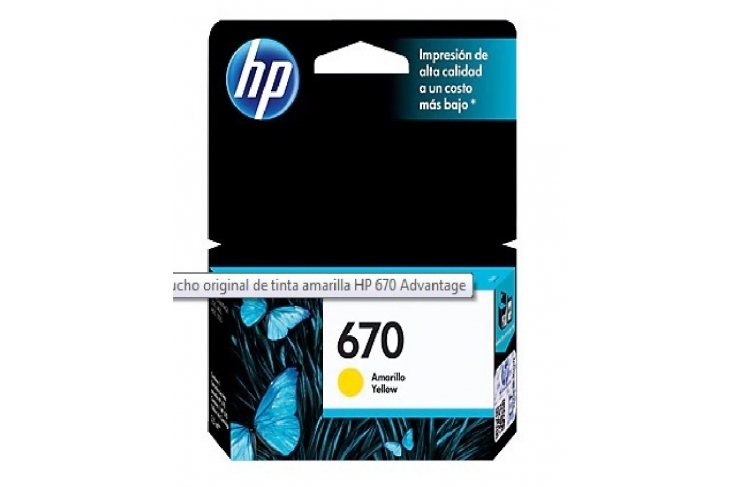 hp
Impresión de
alta calidad
a un costo
más bajo*
ucho original de tinta amarilla HP 670 Advantage
670
Amarillo
Yellow